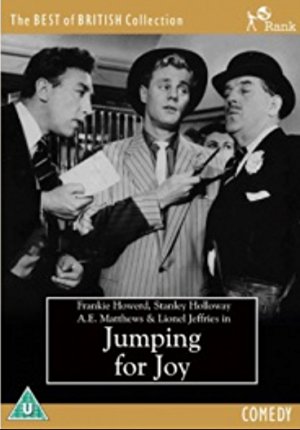 The BEST of BRITISH Collection
Rank
Frankie Howerd, Stanley Holloway
A.E. Matthews & Lionel Jeffries in
Jumping
for Joy
U
COMEDY